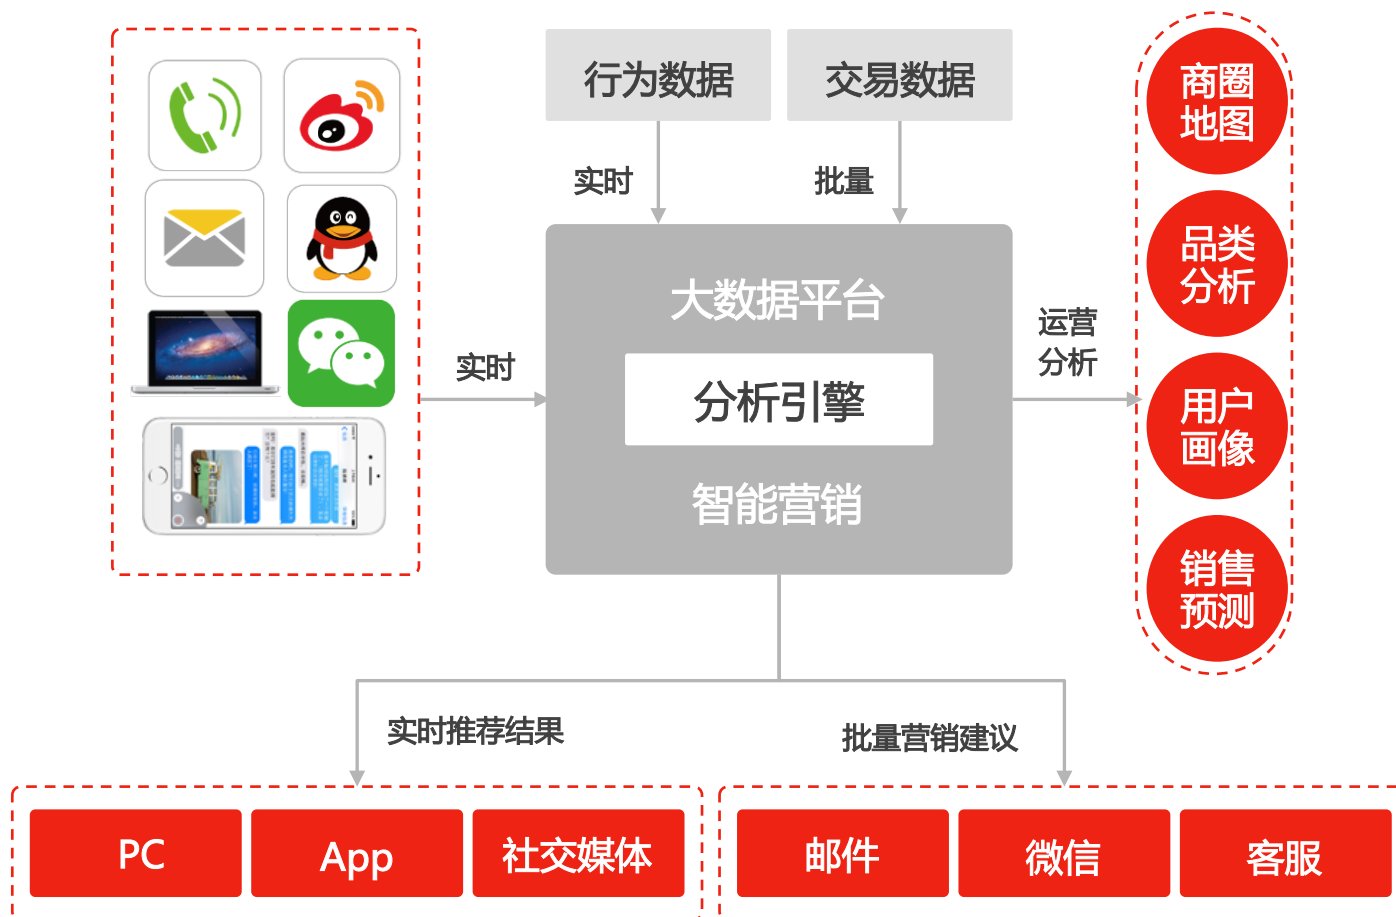 行为数据
交易数据
实时
批量
大数据平台
分析引擎
智能营销
实时
运营
分析
商圈
地图
品类
分析
用户
画像
销售
预测
实时推荐结果
批量营销建议
PC
App
社交媒体
邮件
微信
客服